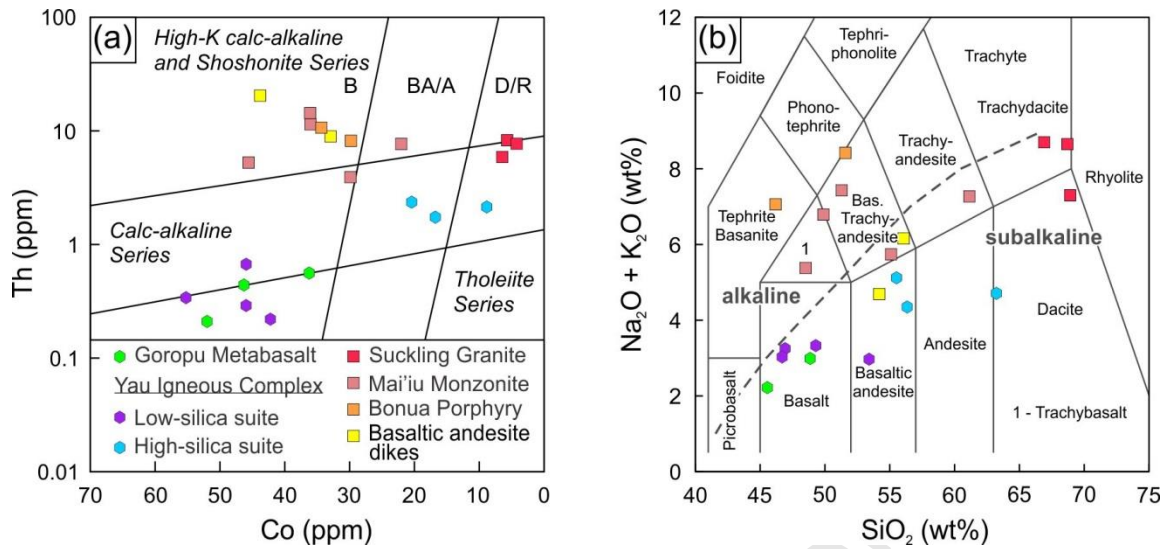 (a)
High-K calc-alkaline
and Shoshonite Series
B
BA/A
D/R
Calc-alkaline
Series
Tholeiite
Series
100
10
1
0.1
0.01
Th (ppm)
70
60
50
40
30
20
10
0
Co (ppm)
Goropu Metabasalt
Yau Igneous Complex
Low-silica suite
High-silica suite
Suckling Granite
Mai'iu Monzonite
Bonua Porphyry
Basaltic andesite
dikes
(b)
Tephri-
phonolite
Foidite
Trachyte
Phono-
tephrite
Trachydacite
Trachy-
andesite
Rhyolite
Tephrite
Basanite
Bas.
Trachy-
andesite
1
subalkaline
alkaline
Dacite
Andesite
Basaltic
andesite
Basalt
Picrobasalt
1 - Trachybasalt
12
10
8
6
4
2
0
Na₂O + K₂O (wt%)
40
45
50
55
60
65
70
75
SiO₂ (wt%)